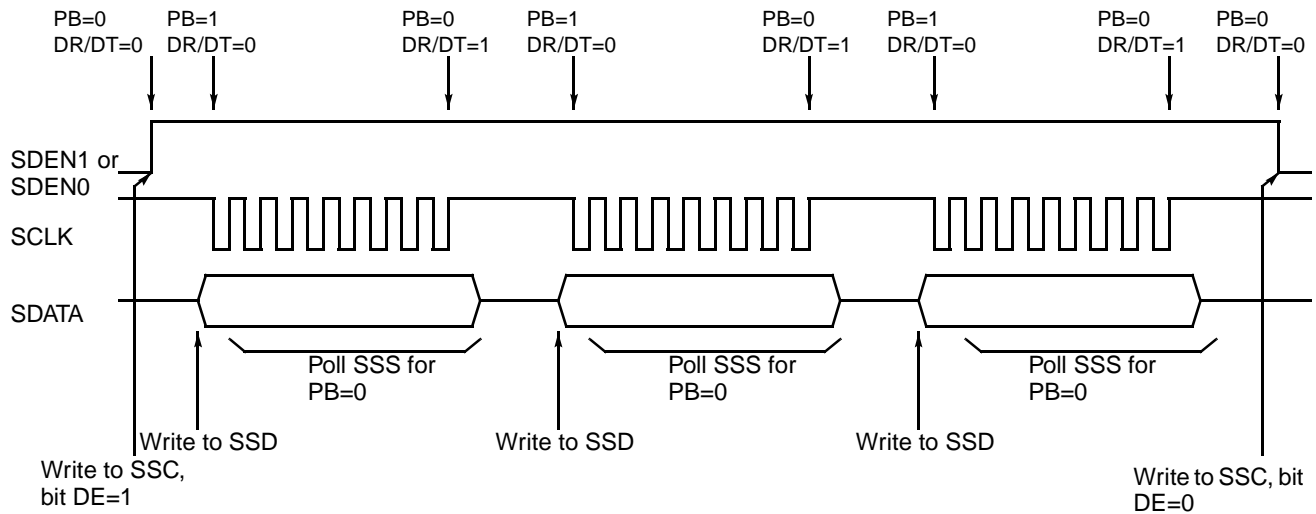 PB=0
DR/DT=0
PB=1
DR/DT=0
PB=0
DR/DT=1
PB=1
DR/DT=0
PB=0
DR/DT=1
PB=1
DR/DT=0
PB=0
DR/DT=1
PB=0
DR/DT=0
SDEN1 or
SDEN0
SCLK
SDATA
Poll SSS for
PB=0
Poll SSS for
PB=0
Poll SSS for
PB=0
Write to SSD
Write to SSD
Write to SSD
Write to SSC,
bit DE=1
Write to SSC, bit
DE=0